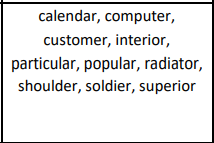 calendar, computer,
customer, interior,
particular, popular, radiator,
shoulder, soldier, superior